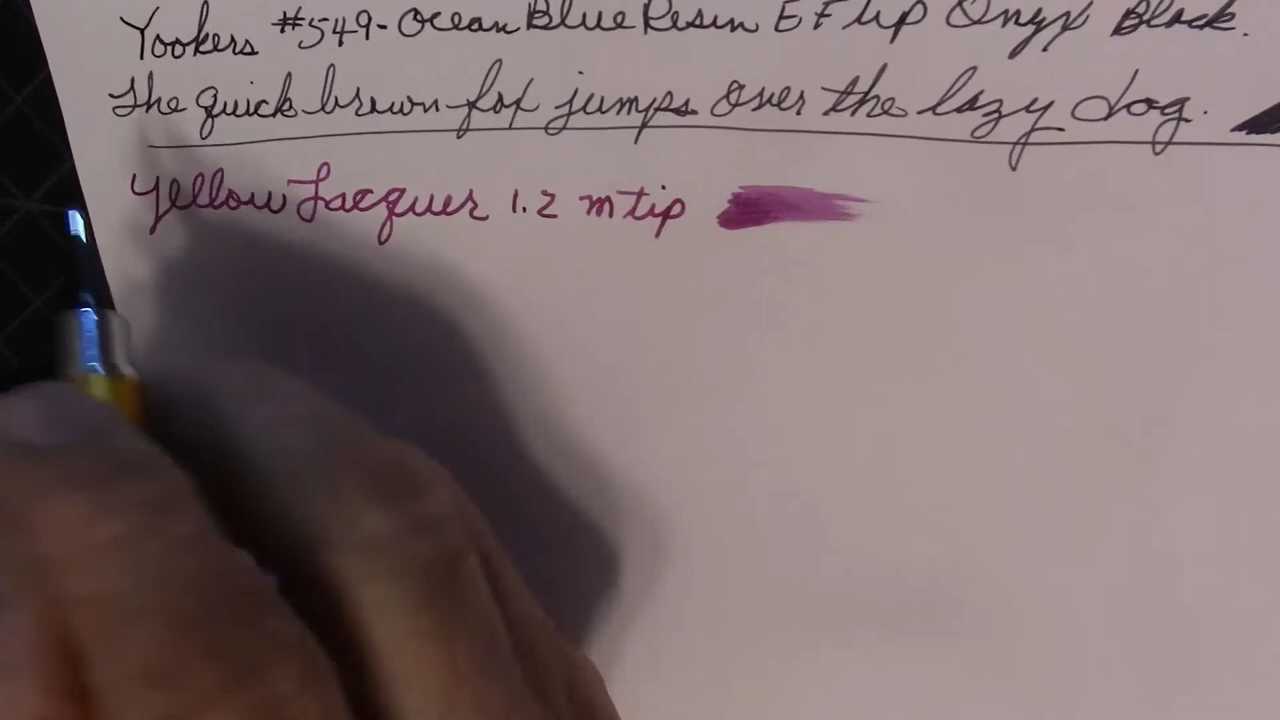 Yookers #549-Ocean Blue Resin EF tip Onyx Black.
The quick brown fox jumps over the lazy dog.
Yellow Lacquer 1.2 m tip